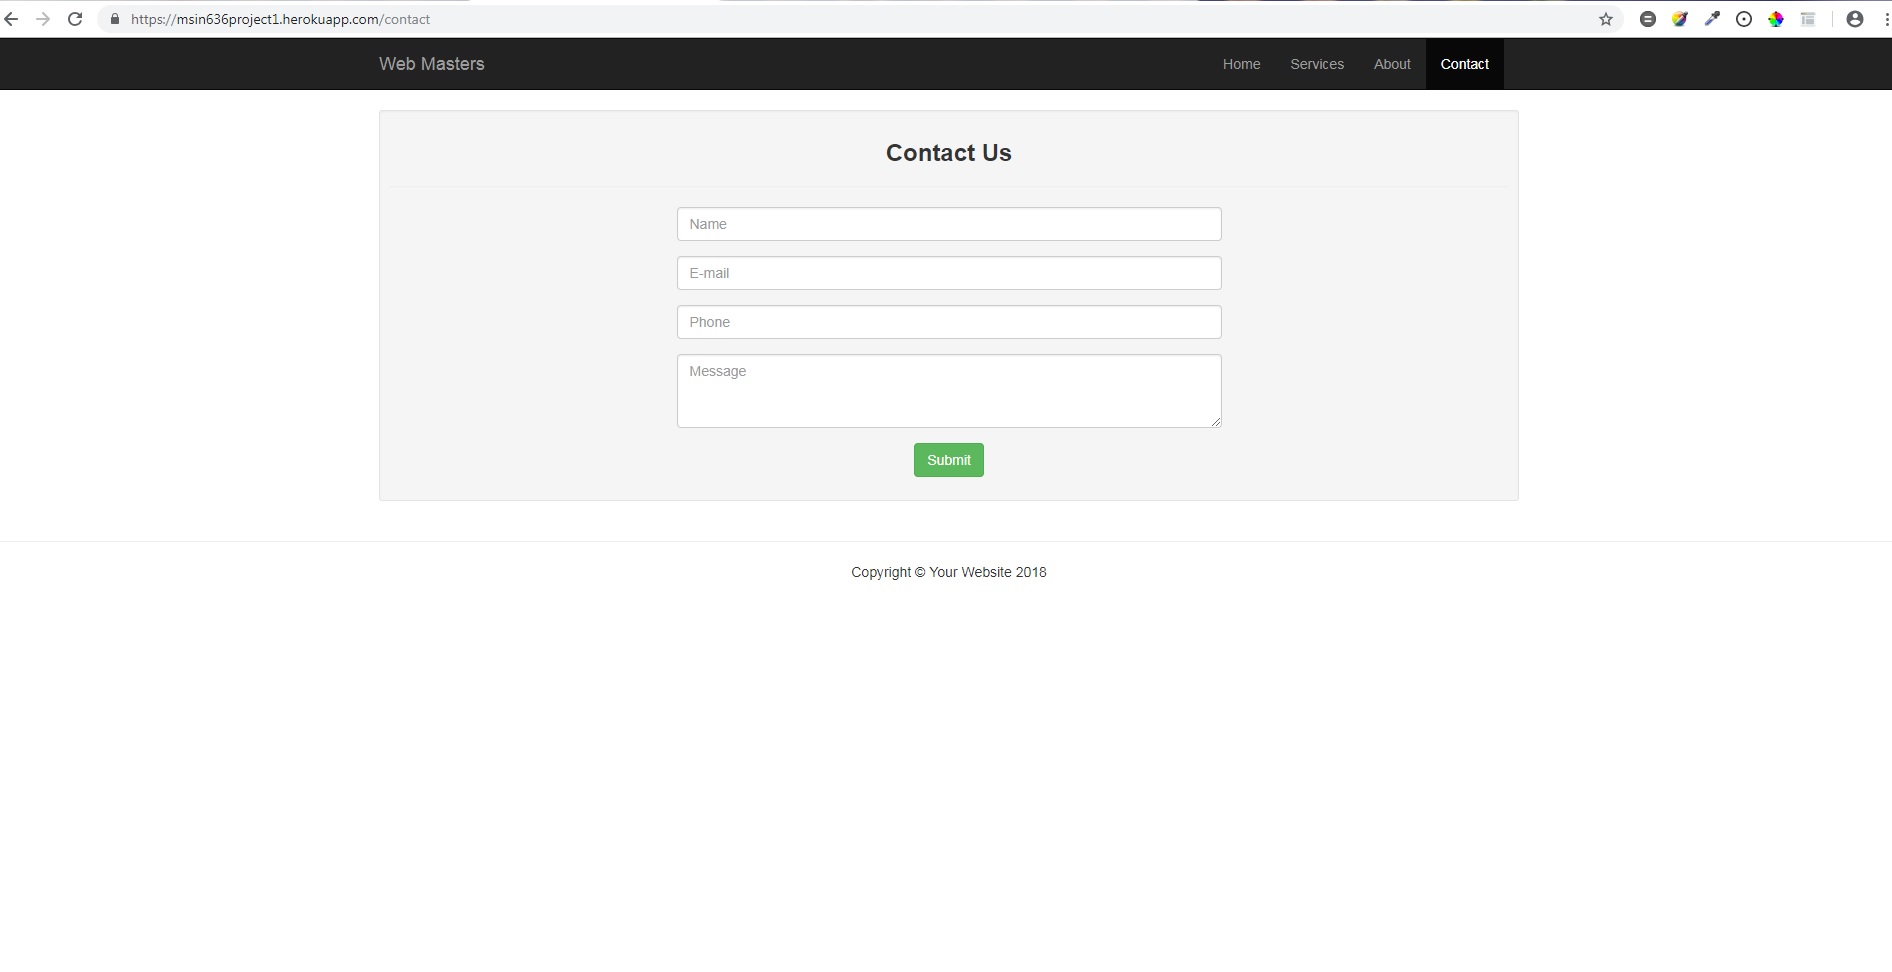 https://msin636project1.herokuapp.com/contact
Web Masters
Home Services About Contact
Contact Us
Name
E-mail
Phone
Message
Submit
Copyright © Your Website 2018